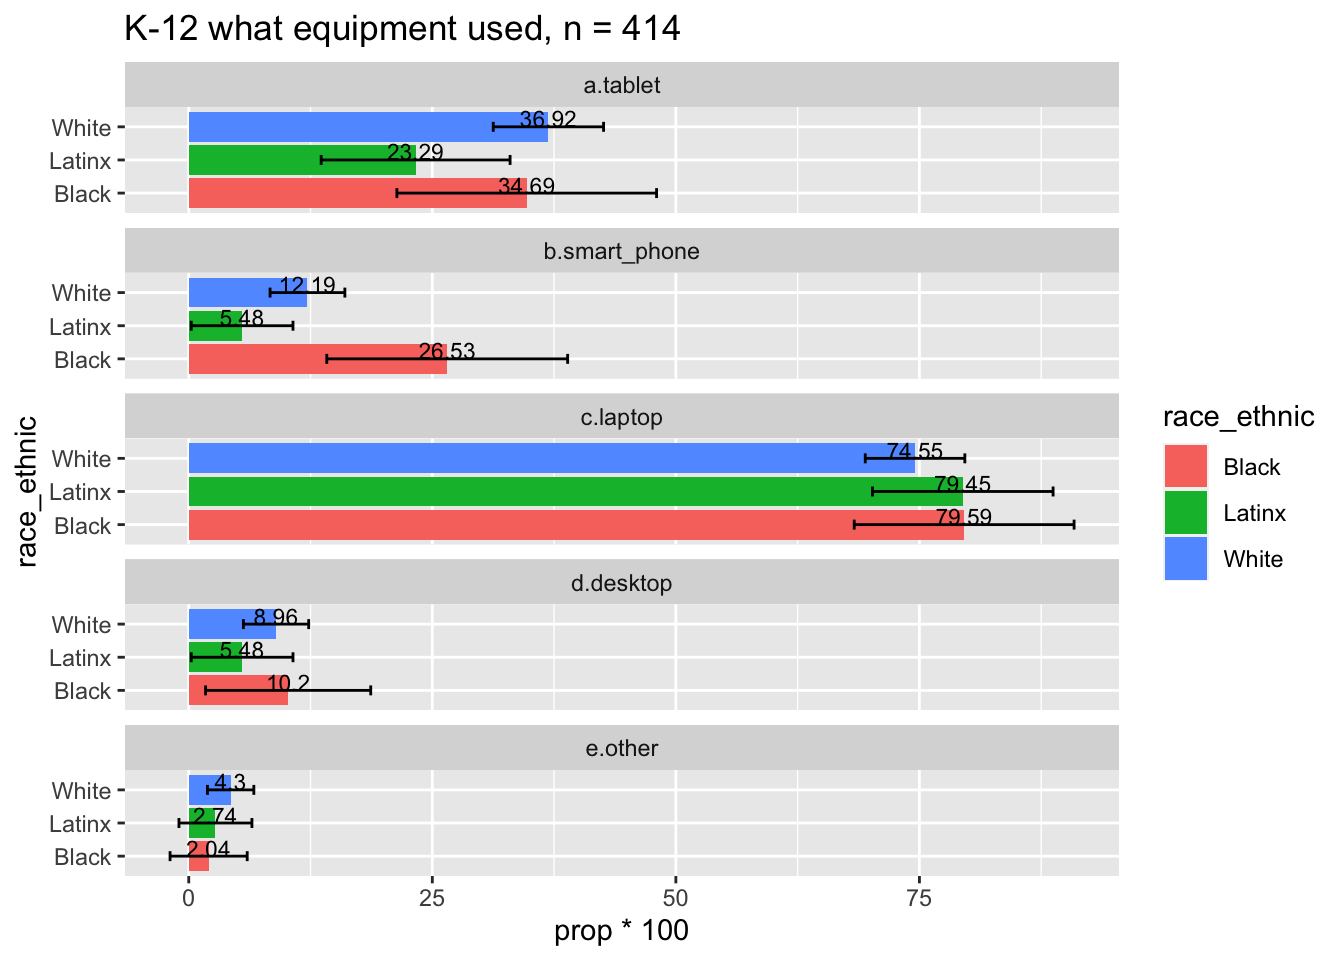 K-12 what equipment used, n = 414
a.tablet
White 36.92
Latinx 23.29
Black 34.69
b.smart_phone
White 12.19
Latinx 5.48
Black 26.53
c.laptop
White 74.55
Latinx 79.45
Black 79.59
d.desktop
White 8.96
Latinx 5.48
Black 10.2
e.other
White 4.3
Latinx 2.74
Black 2.04
0 25 50 75
prop * 100
race_ethnic
race_ethnic
Black
Latinx
White